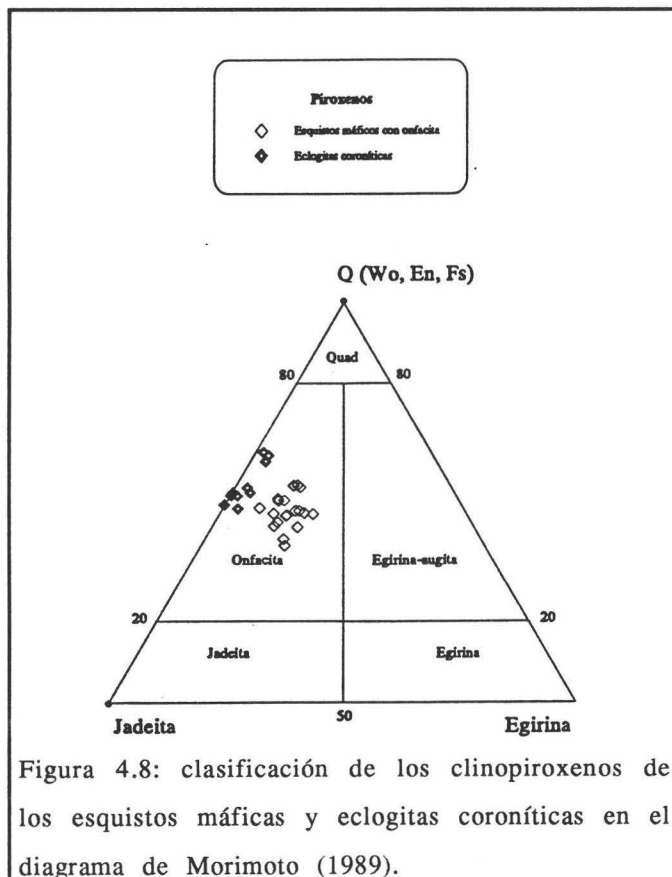 Piroxenos
Esquistos máficos con onfacita
Eclogitas coroníticas
Q (Wo, En, Fs)
Quad
80
80
Onfacita
Egirina-augita
20
20
Jadeita
Egirina
Jadeita
50
Egirina
Figura 4.8: clasificación de los clinopiroxenos de
los esquistos máficas y eclogitas coroníticas en el
diagrama de Morimoto (1989).